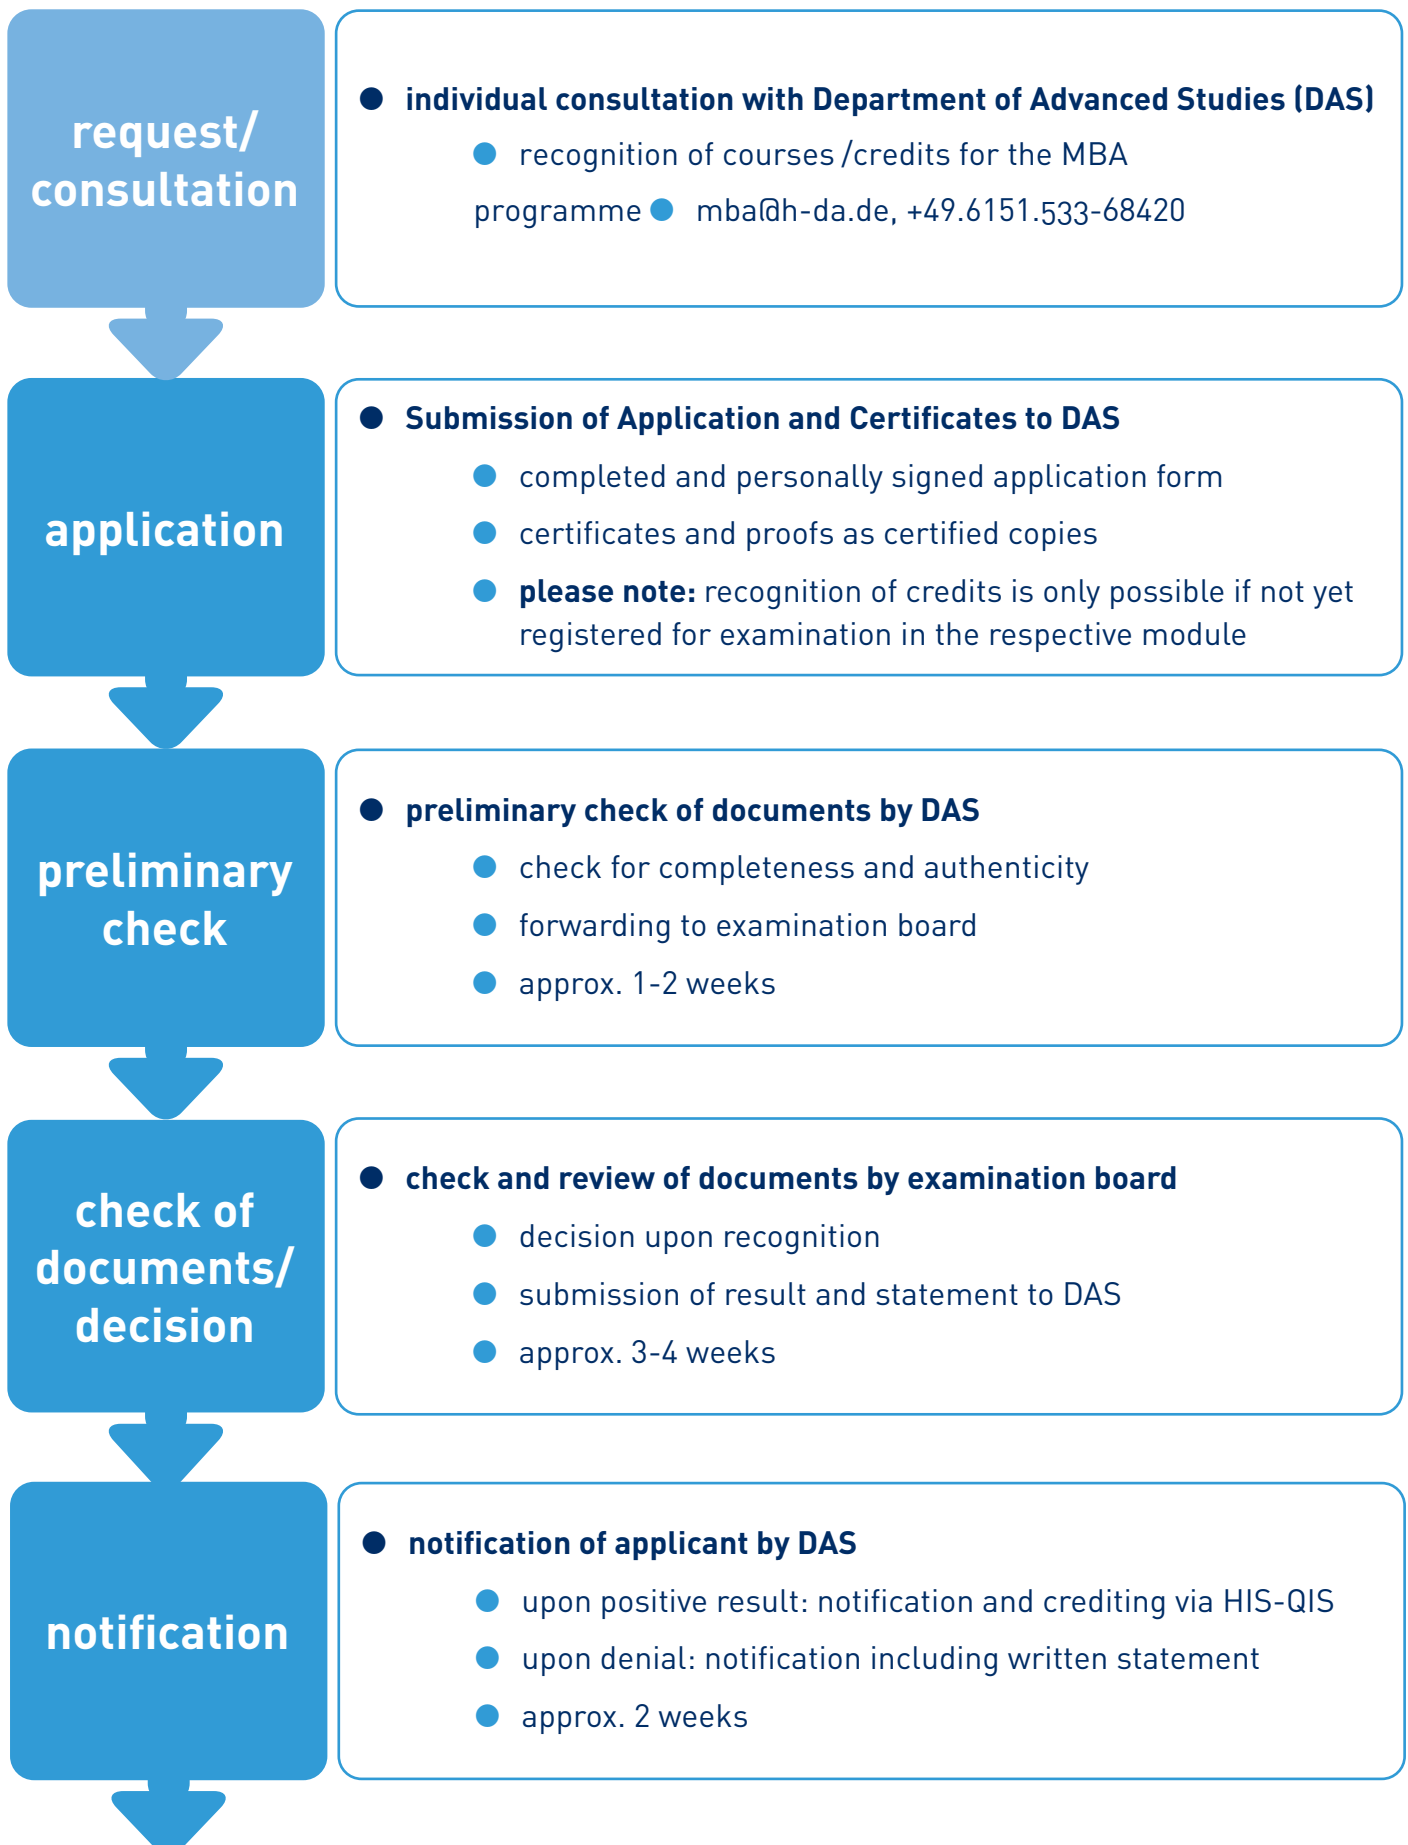 request/
consultation
● individual consultation with Department of Advanced Studies (DAS)
● recognition of courses /credits for the MBA
programme ● mba@h-da.de, +49.6151.533-68420
application
● Submission of Application and Certificates to DAS
● completed and personally signed application form
● certificates and proofs as certified copies
● please note: recognition of credits is only possible if not yet
registered for examination in the respective module
preliminary
check
● preliminary check of documents by DAS
● check for completeness and authenticity
● forwarding to examination board
● approx. 1-2 weeks
check of
documents/
decision
● check and review of documents by examination board
● decision upon recognition
● submission of result and statement to DAS
● approx. 3-4 weeks
notification
● notification of applicant by DAS
● upon positive result: notification and crediting via HIS-QIS
● upon denial: notification including written statement
● approx. 2 weeks